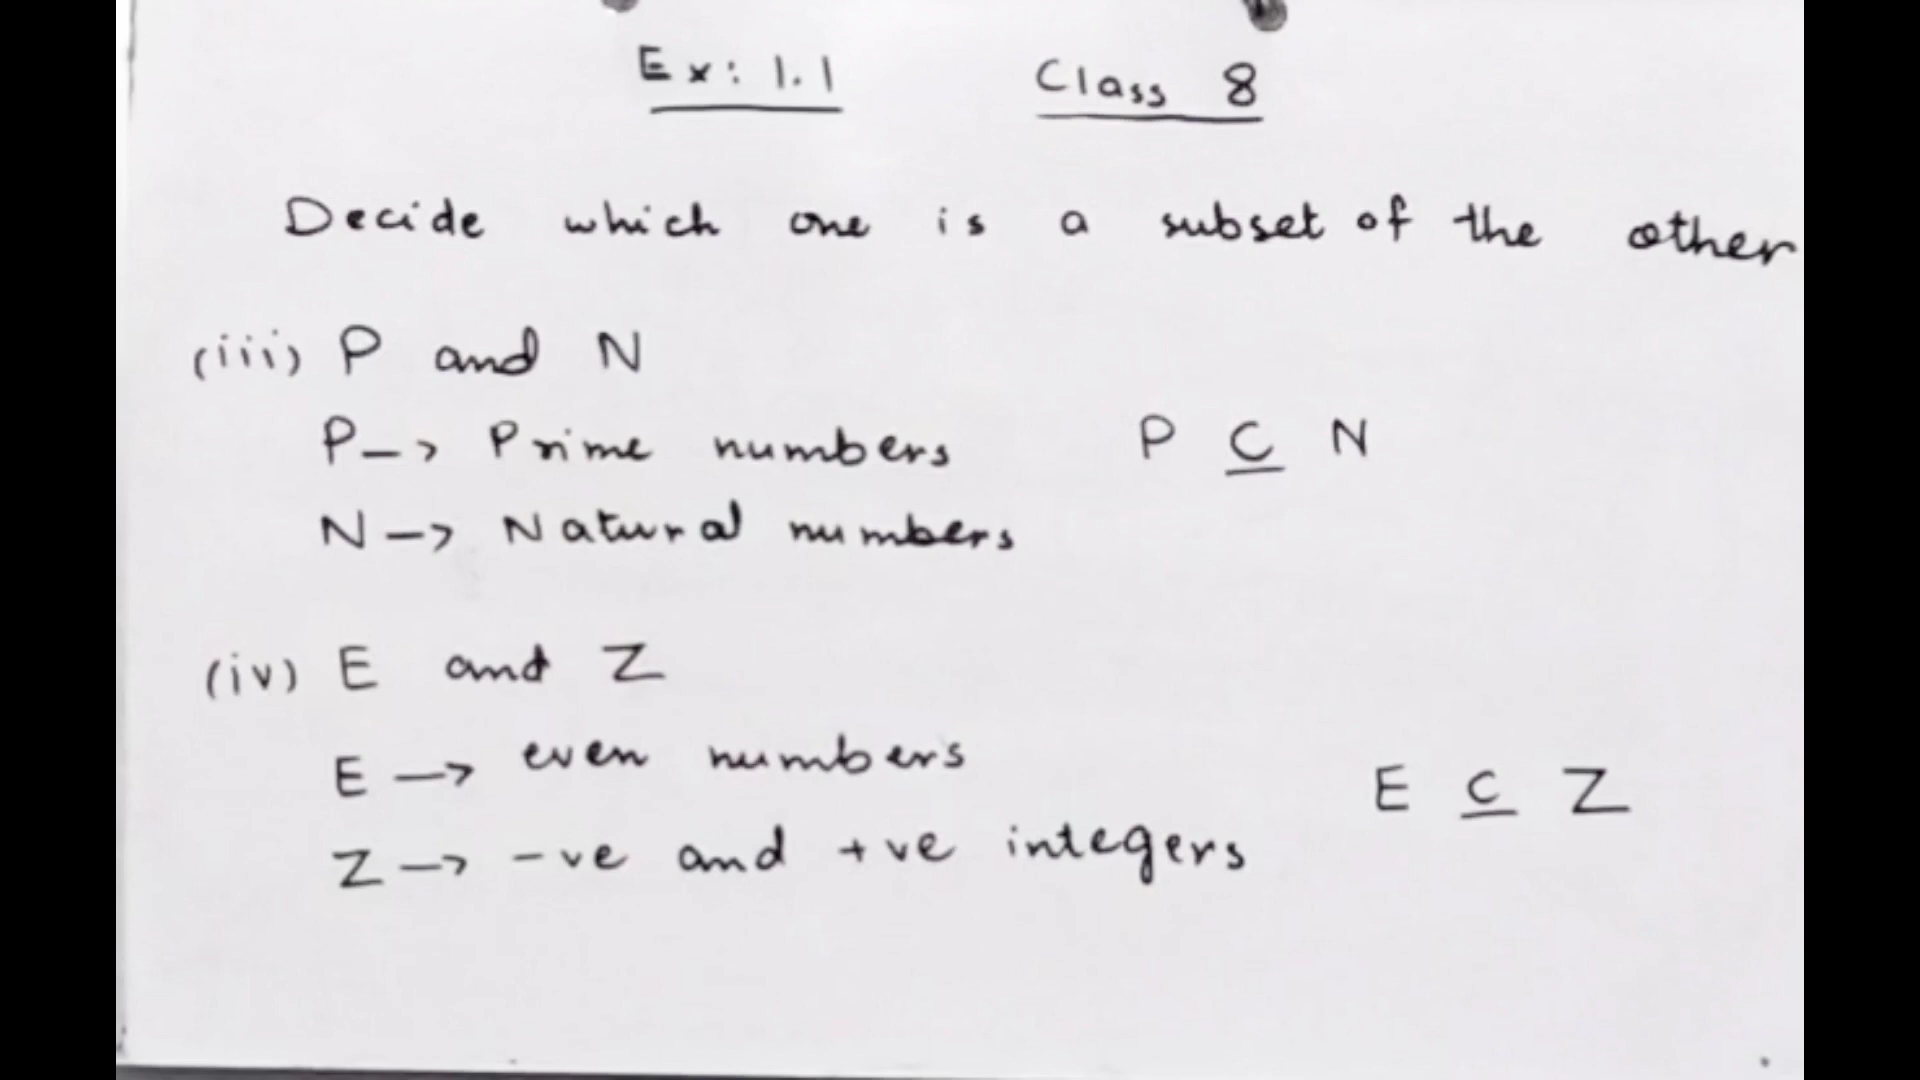 Ex: 1.1 Class 8
Decide which one is a subset of the other
(iii) P and N
P -> Prime numbers P ⊆ N
N -> Natural numbers
(iv) E and Z
E -> even numbers E ⊆ Z
Z -> -ve and +ve integers